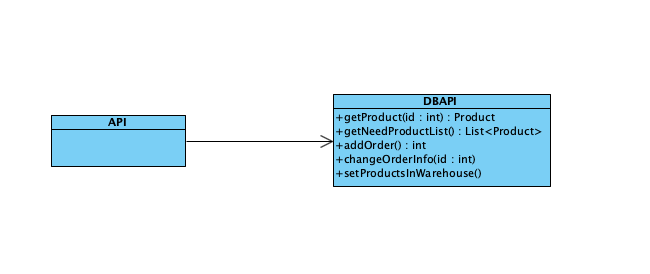 API
DBAPI
+getProduct(id : int) : Product
+getNeedProductList() : List<Product>
+addOrder() : int
+changeOrderInfo(id : int)
+setProductsInWarehouse()